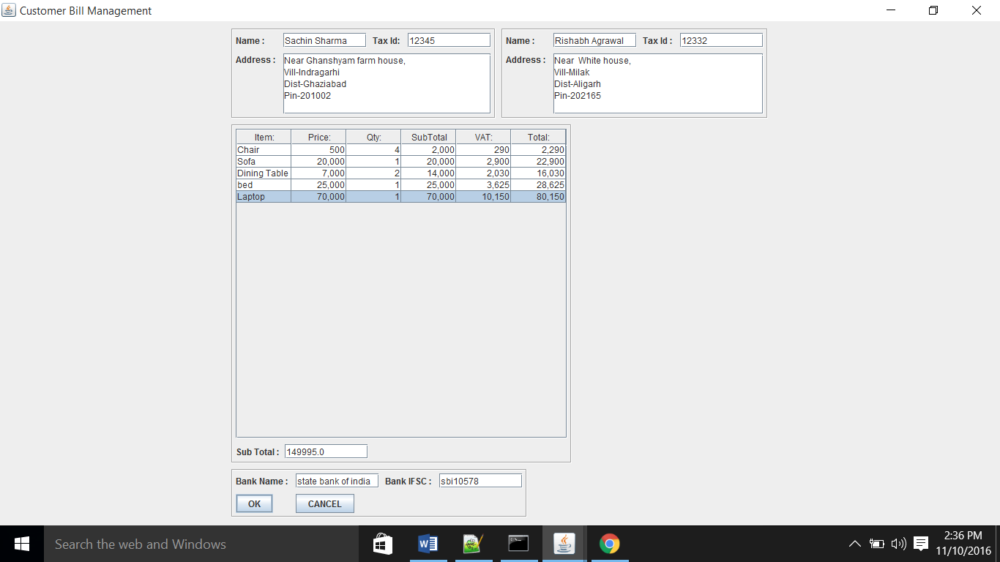 Customer Bill Management
Name : Sachin Sharma Tax Id: 12345
Address : Near Ghanshyam farm house,
Vill-Indragarhi
Dist-Ghaziabad
Pin-201002
Name : Rishabh Agrawal Tax Id : 12332
Address : Near White house,
Vill-Milak
Dist-Aligarh
Pin-202165
Item: Price: Qty: SubTotal VAT: Total:
Chair 500 4 2,000 290 2,290
Sofa 20,000 1 20,000 2,900 22,900
Dining Table 7,000 2 14,000 2,030 16,030
bed 25,000 1 25,000 3,625 28,625
Laptop 70,000 1 70,000 10,150 80,150
Sub Total : 149995.0
Bank Name : state bank of india Bank IFSC : sbi10578
OK CANCEL
Search the web and Windows
2:36 PM
11/10/2016